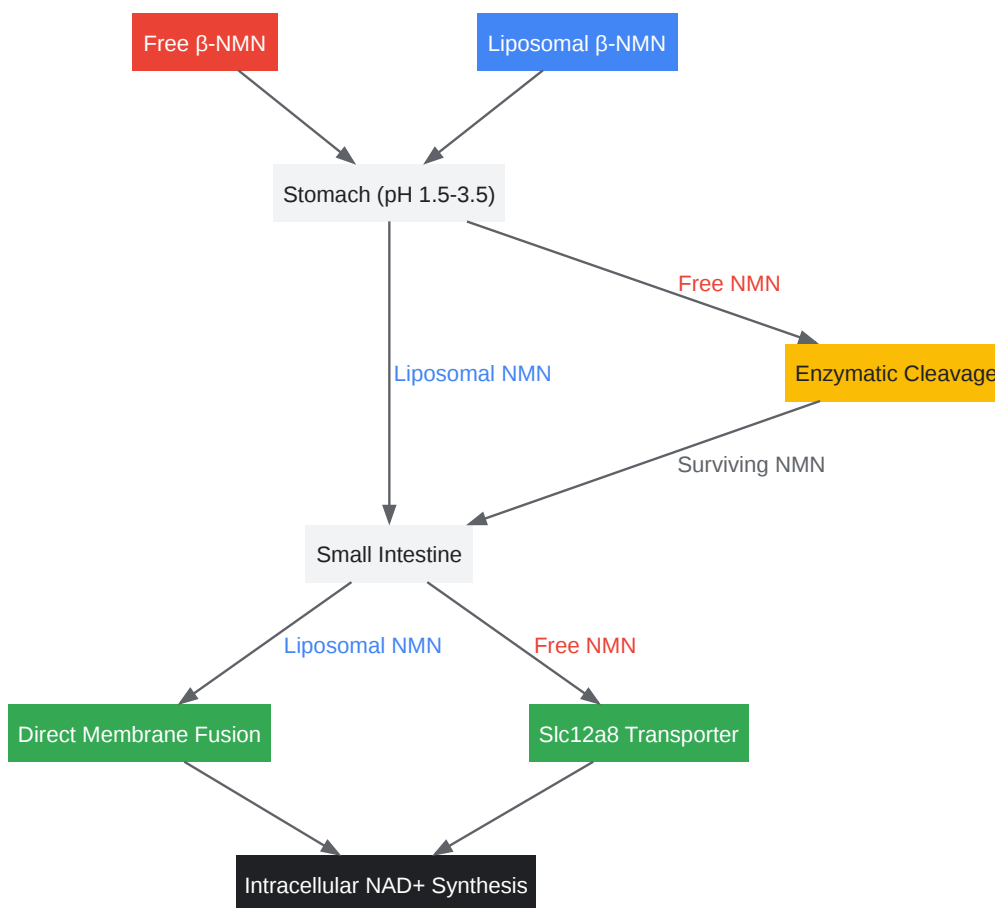 Free β-NMN
Liposomal β-NMN
Stomach (pH 1.5-3.5)
Free NMN
Liposomal NMN
Enzymatic Cleavage
Surviving NMN
Small Intestine
Liposomal NMN
Free NMN
Direct Membrane Fusion
Slc12a8 Transporter
Intracellular NAD+ Synthesis